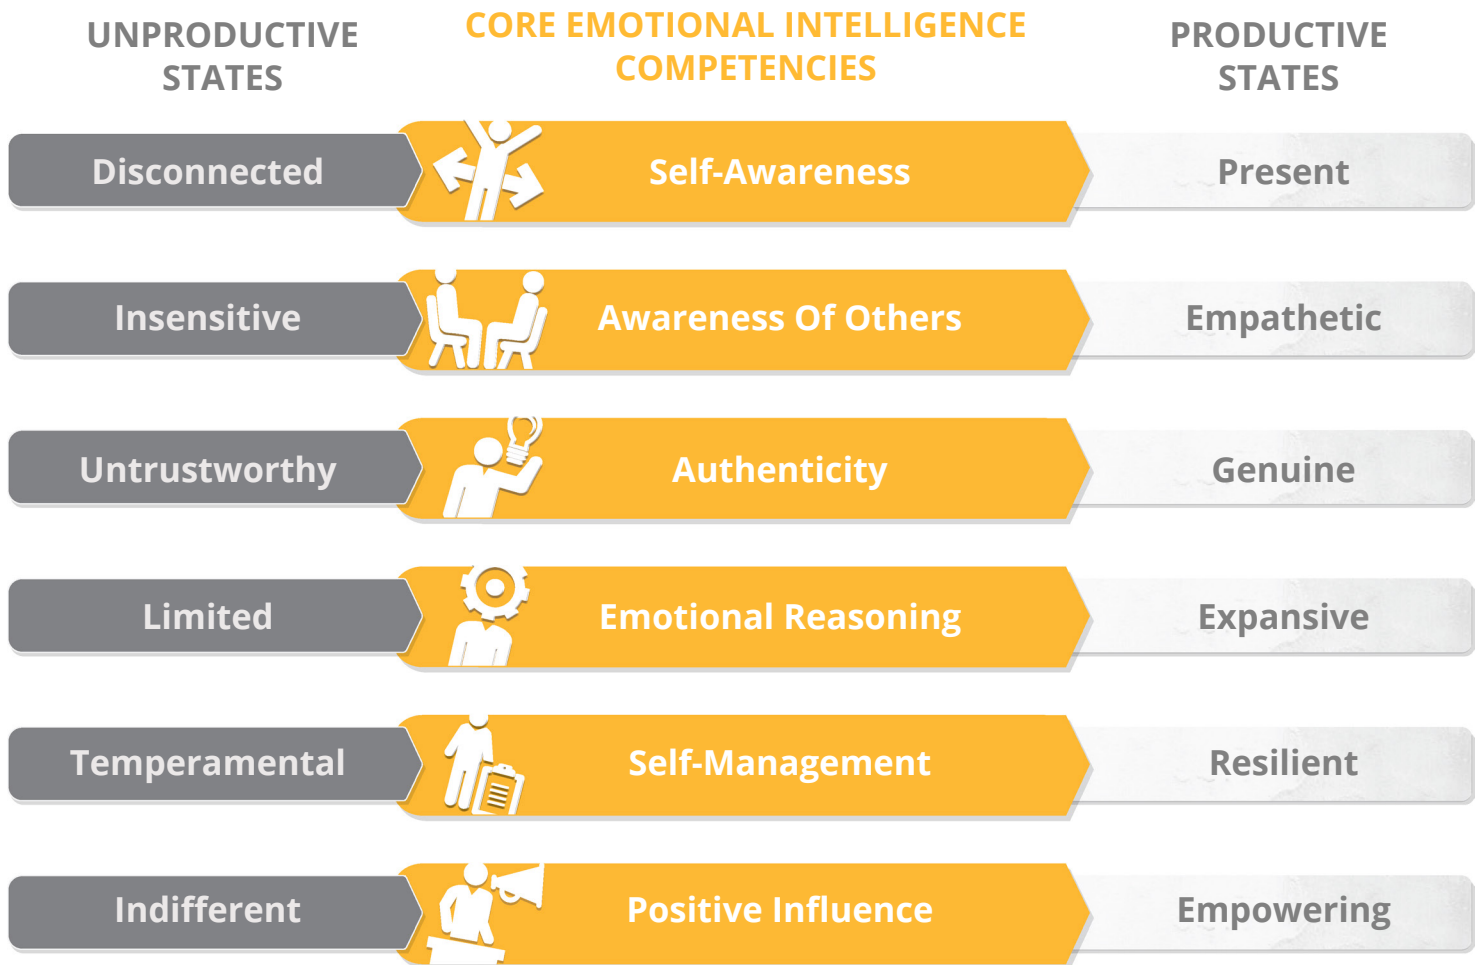 UNPRODUCTIVE
STATES
CORE EMOTIONAL INTELLIGENCE
COMPETENCIES
PRODUCTIVE
STATES
Disconnected
Self-Awareness
Present
Insensitive
Awareness Of Others
Empathetic
Untrustworthy
Authenticity
Genuine
Limited
Emotional Reasoning
Expansive
Temperamental
Self-Management
Resilient
Indifferent
Positive Influence
Empowering